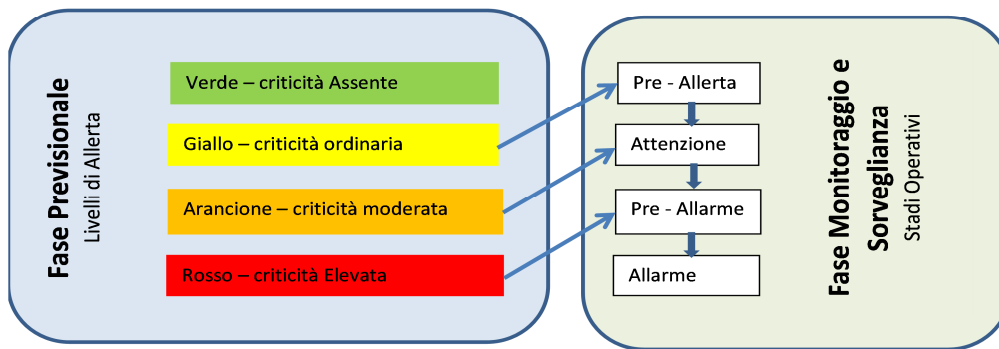 Fase Previsionale
Livelli di Allerta
Verde – criticità Assente
Giallo – criticità ordinaria
Arancione – criticità moderata
Rosso – criticità Elevata
Pre - Allerta
Attenzione
Pre - Allarme
Allarme
Fase Monitoraggio e
Sorveglianza
Stadi Operativi